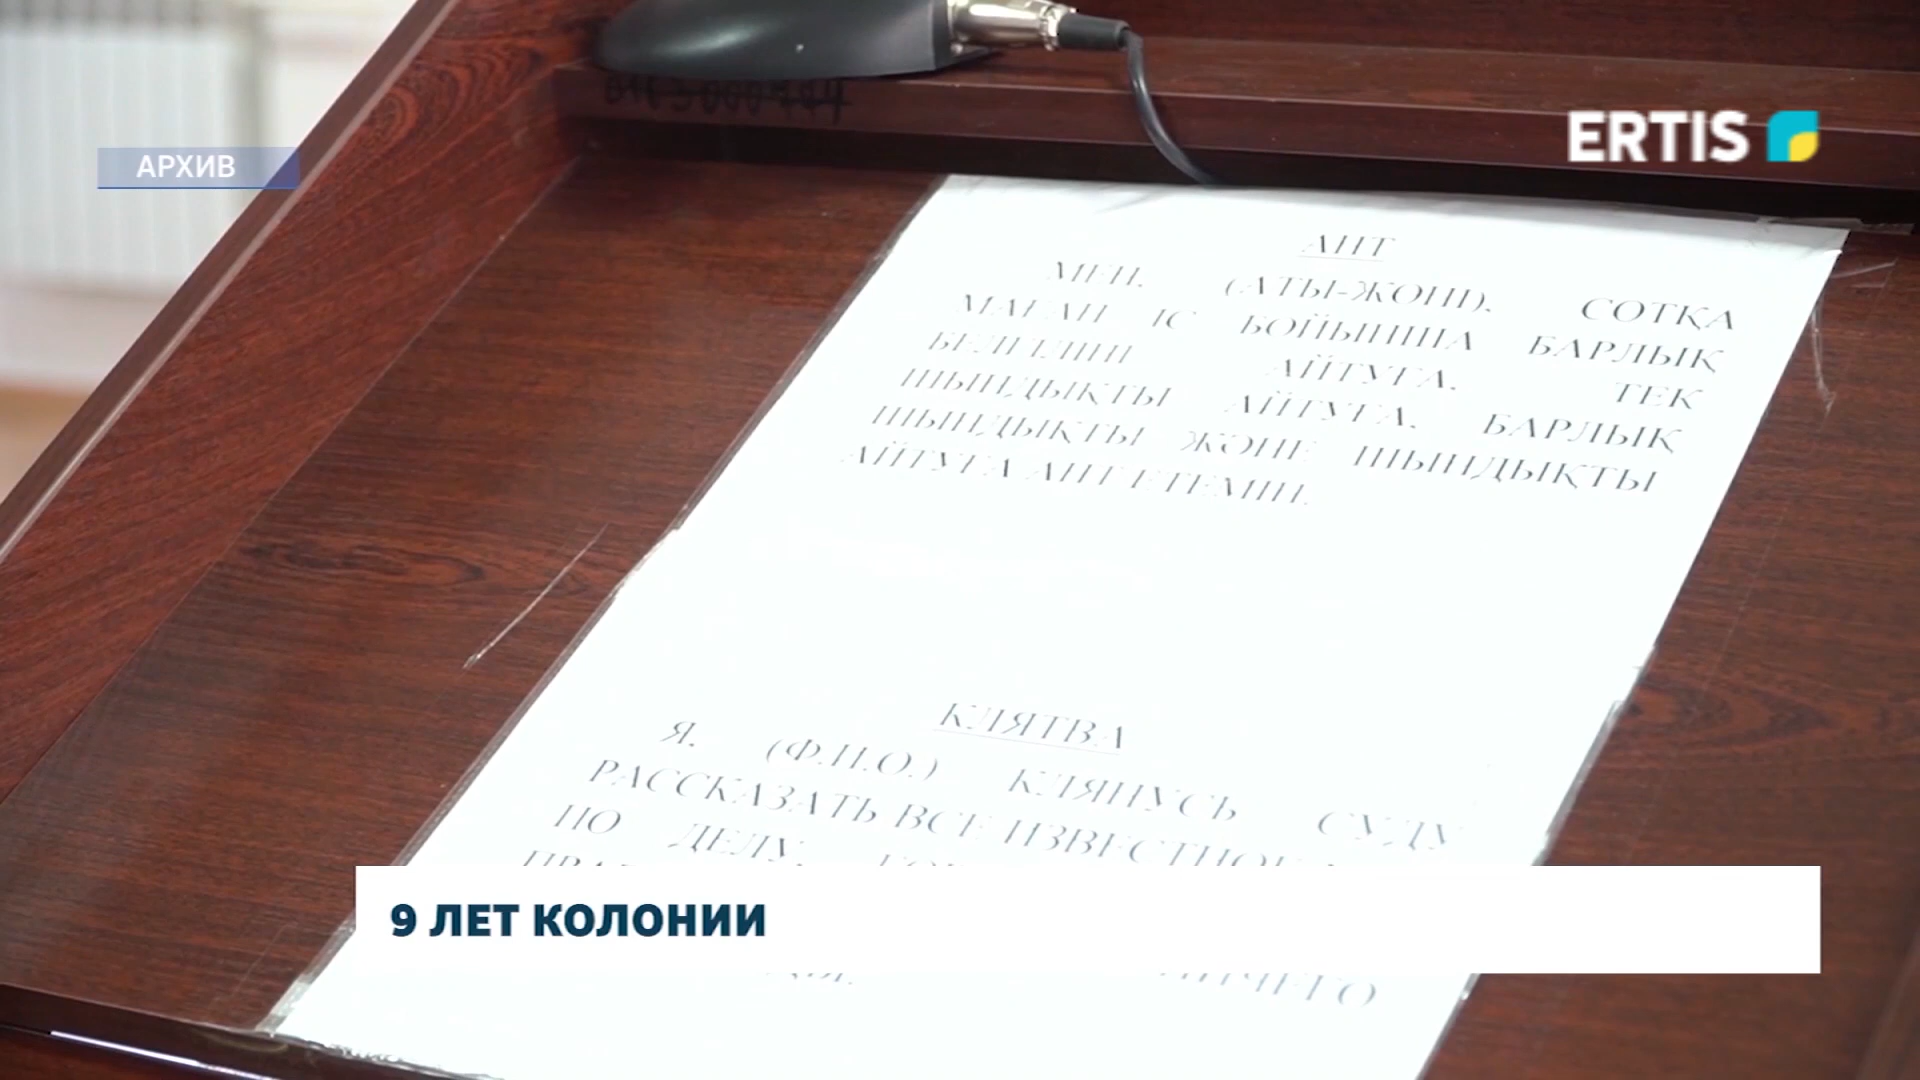 ERTIS
АРХИВ
АНТ
МЕН, (АТЫ-ЖӨНІ), СОТҚА
МАҒАН ІС БОЙЫНША БАРЛЫҚ
БЕЛГІЛІНІ АЙТУҒА, ТЕК
ШЫНДЫҚТЫ АЙТУҒА, БАРЛЫҚ
ШЫНДЫҚТЫ ЖӘНЕ ШЫНДЫҚТЫ
АЙТУҒА АНТ ЕТЕМІН.
КЛЯТВА
Я, (Ф.И.О.) КЛЯНУСЬ СУДУ
РАССКАЗАТЬ ВСЕ ИЗВЕСТНОЕ
ПО ДЕЛУ,
НИЧЕГО
9 ЛЕТ КОЛОНИИ